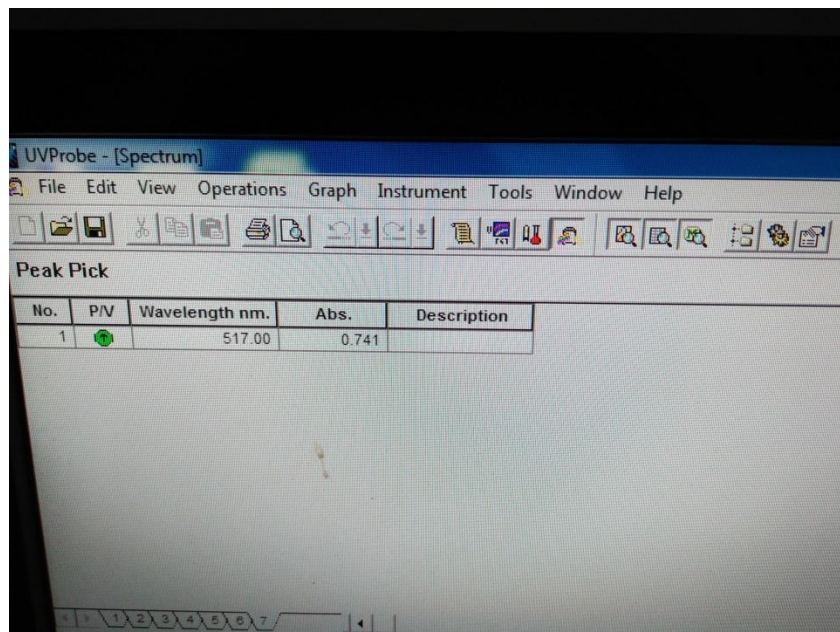 UVProbe - [Spectrum]
File Edit View Operations Graph Instrument Tools Window Help
Peak Pick
No. P/V Wavelength nm. Abs. Description
1 517.00 0.741
1 2 3 4 5 6 7